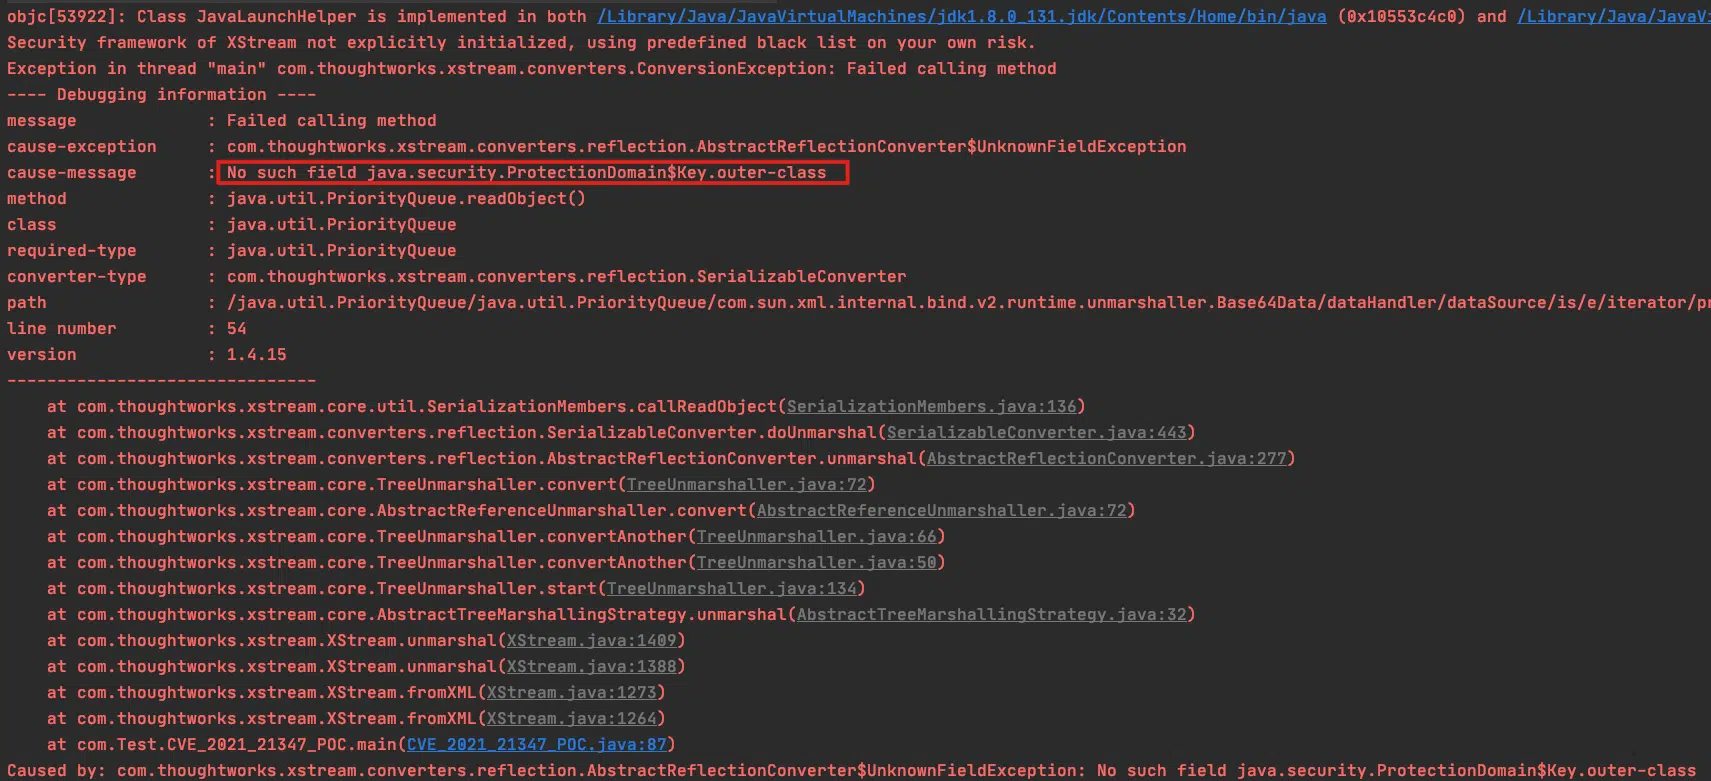 objc[53922]: Class JavaLaunchHelper is implemented in both /Library/Java/JavaVirtualMachines/jdk1.8.0_131.jdk/Contents/Home/bin/java (0x10553c4c0) and /Library/Java/JavaVi
Security framework of XStream not explicitly initialized, using predefined black list on your own risk.
Exception in thread "main" com.thoughtworks.xstream.converters.ConversionException: Failed calling method
---- Debugging information ----
message             : Failed calling method
cause-exception     : com.thoughtworks.xstream.converters.reflection.AbstractReflectionConverter$UnknownFieldException
cause-message       : No such field java.security.ProtectionDomain$Key.outer-class
method              : java.util.PriorityQueue.readObject()
class               : java.util.PriorityQueue
required-type       : java.util.PriorityQueue
converter-type      : com.thoughtworks.xstream.converters.reflection.SerializableConverter
path                : /java.util.PriorityQueue/java.util.PriorityQueue/com.sun.xml.internal.bind.v2.runtime.unmarshaller.Base64Data/dataHandler/dataSource/is/e/iterator/pr
line number         : 54
version             : 1.4.15
-------------------------------
    at com.thoughtworks.xstream.core.util.SerializationMembers.callReadObject(SerializationMembers.java:136)
    at com.thoughtworks.xstream.converters.reflection.SerializableConverter.doUnmarshal(SerializableConverter.java:443)
    at com.thoughtworks.xstream.converters.reflection.AbstractReflectionConverter.unmarshal(AbstractReflectionConverter.java:277)
    at com.thoughtworks.xstream.core.TreeUnmarshaller.convert(TreeUnmarshaller.java:72)
    at com.thoughtworks.xstream.core.AbstractReferenceUnmarshaller.convert(AbstractReferenceUnmarshaller.java:72)
    at com.thoughtworks.xstream.core.TreeUnmarshaller.convertAnother(TreeUnmarshaller.java:66)
    at com.thoughtworks.xstream.core.TreeUnmarshaller.convertAnother(TreeUnmarshaller.java:50)
    at com.thoughtworks.xstream.core.TreeUnmarshaller.start(TreeUnmarshaller.java:134)
    at com.thoughtworks.xstream.core.AbstractTreeMarshallingStrategy.unmarshal(AbstractTreeMarshallingStrategy.java:32)
    at com.thoughtworks.xstream.XStream.unmarshal(XStream.java:1409)
    at com.thoughtworks.xstream.XStream.unmarshal(XStream.java:1388)
    at com.thoughtworks.xstream.XStream.fromXML(XStream.java:1273)
    at com.thoughtworks.xstream.XStream.fromXML(XStream.java:1264)
    at com.Test.CVE_2021_21347_POC.main(CVE_2021_21347_POC.java:87)
Caused by: com.thoughtworks.xstream.converters.reflection.AbstractReflectionConverter$UnknownFieldException: No such field java.security.ProtectionDomain$Key.outer-class